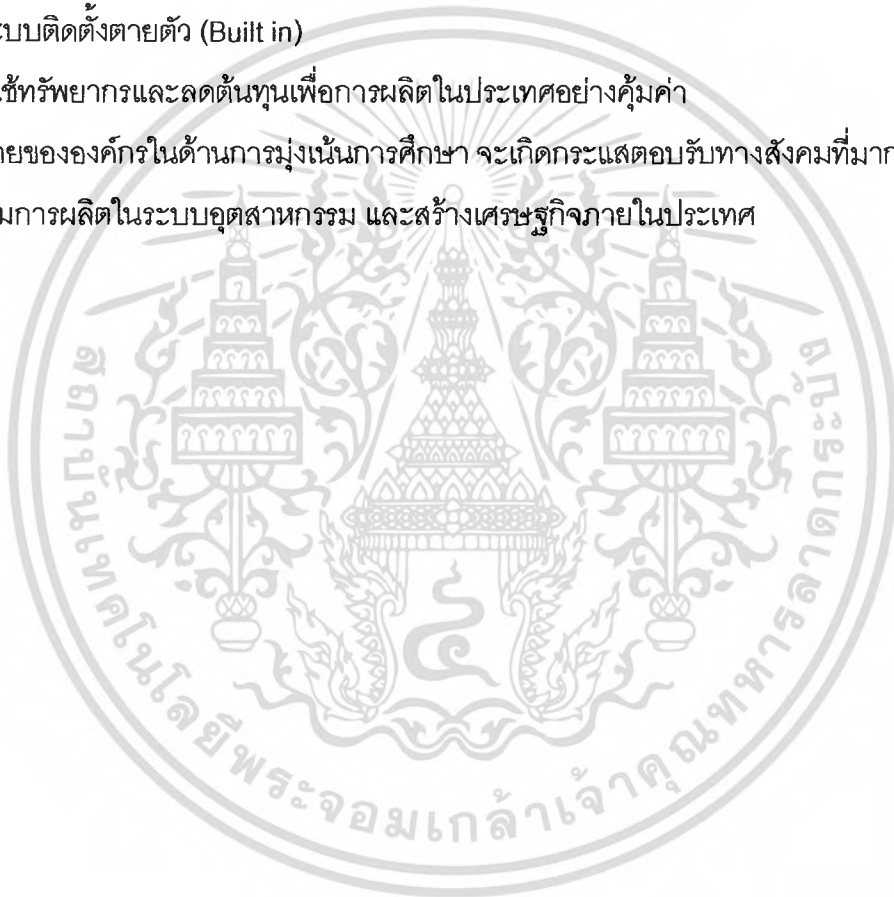 ะบบติดตั้งตายตัว (Built in)
ช้ทรัพยากรและลดต้นทุนเพื่อการผลิตในประเทศอย่างคุ้มค่า
ายขององค์กรในด้านการมุ่งเน้นการศึกษา จะเกิดกระแสตอบรับทางสังคมที่มาก
มการผลิตในระบบอุตสาหกรรม และสร้างเศรษฐกิจภายในประเทศ
สถาบันเทคโนโลยีพระจอมเกล้าเจ้าคุณทหารลาดกระบัง